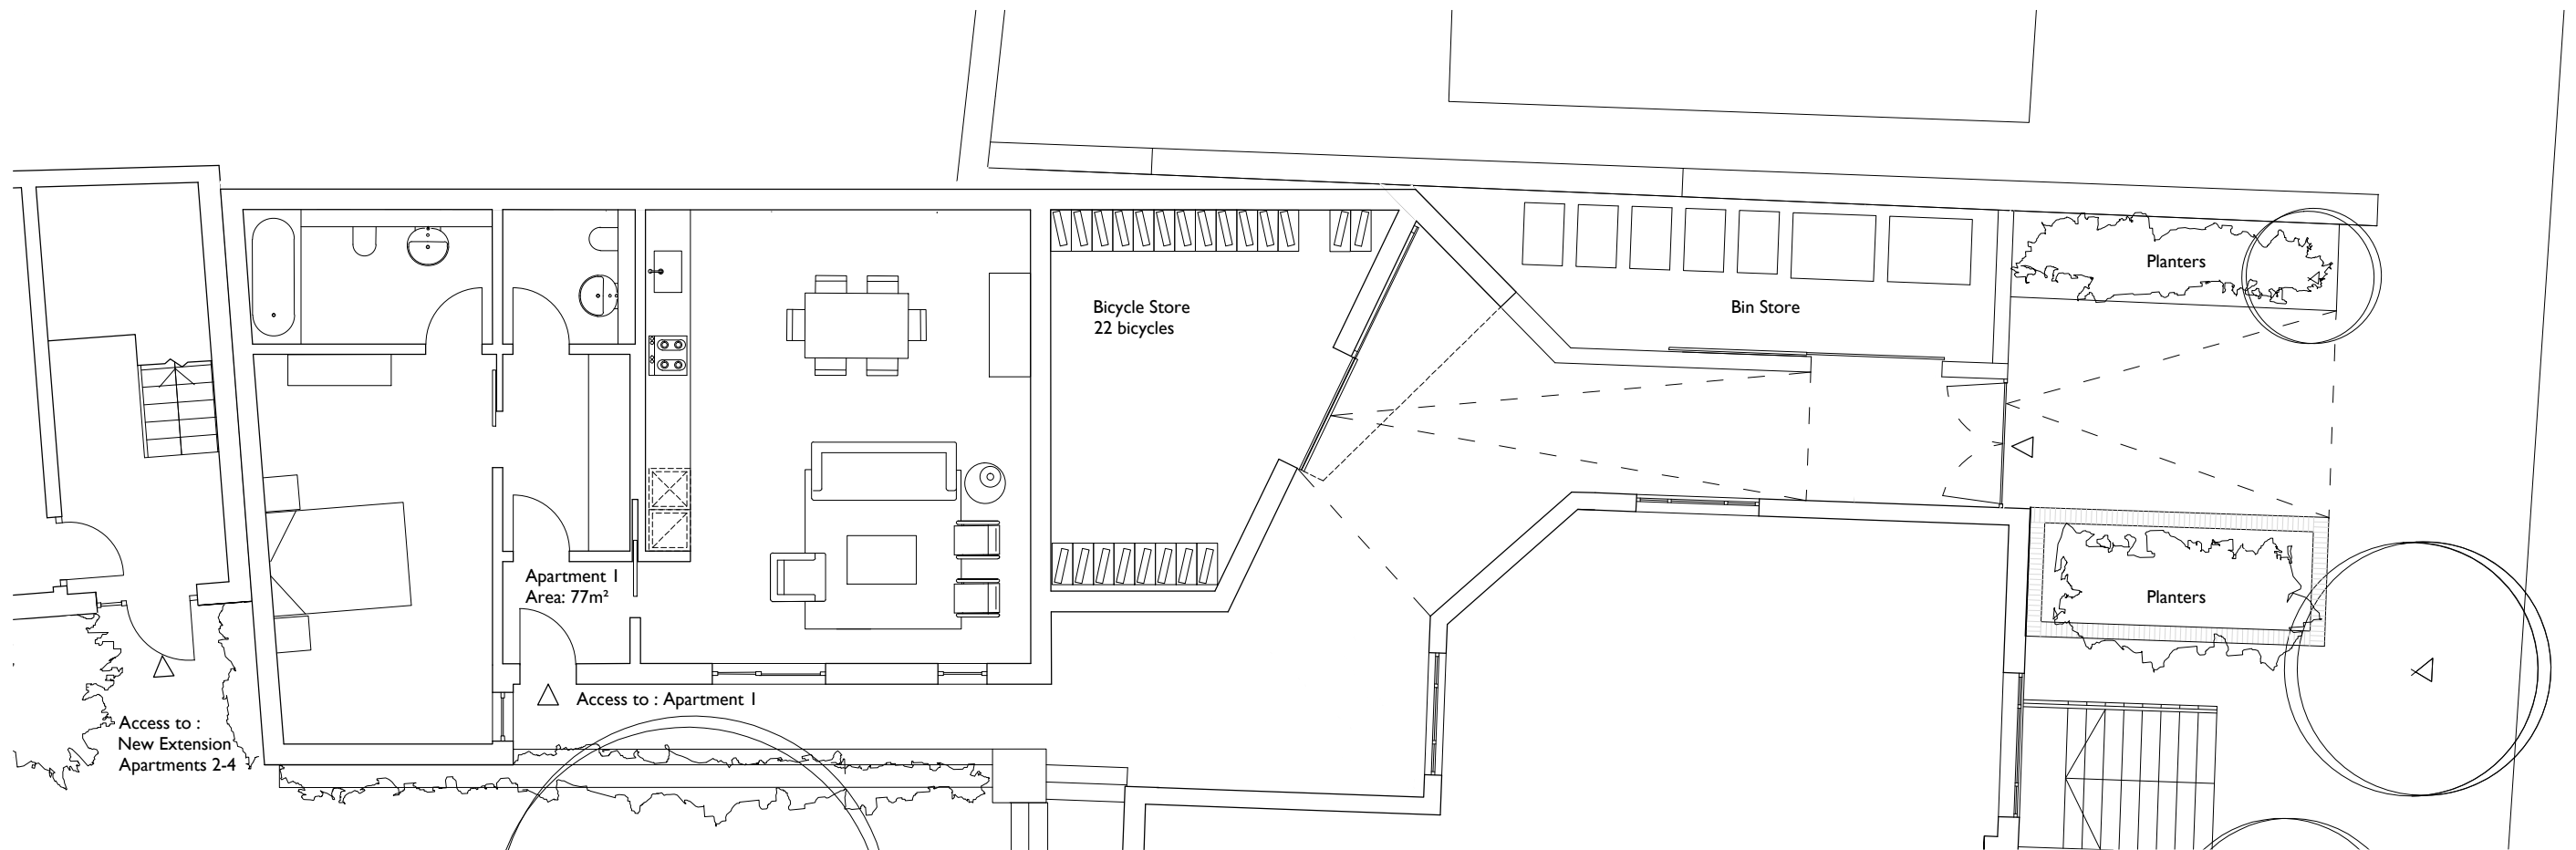 Planters
Bicycle Store
22 bicycles
Bin Store
Apartment 1
Area: 77m²
Planters
Access to : Apartment 1
Access to :
New Extension
Apartments 2-4